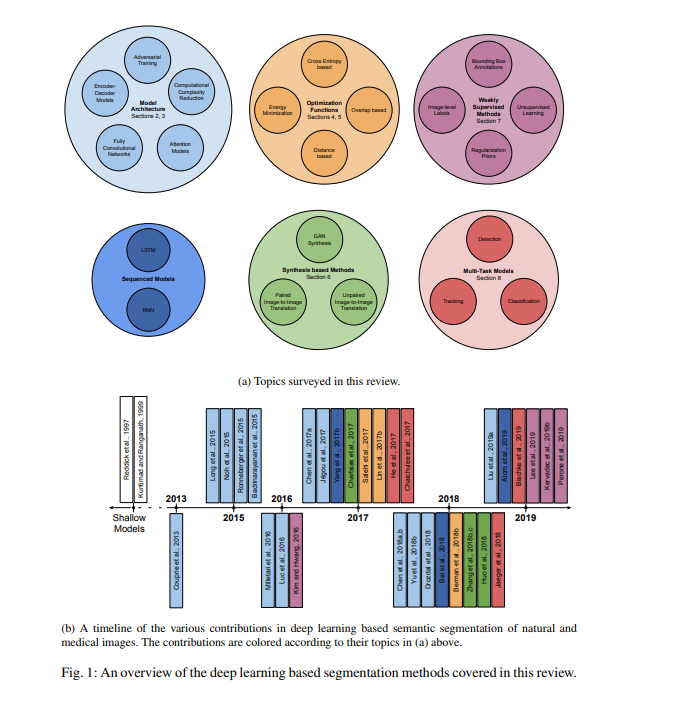 Adversarial
Training
Encoder-
Decoder
Models
Computational
Complexity
Reduction
Model
Architecture
Sections 2, 3
Fully
Convolutional
Networks
Attention
Models
Cross Entropy
based
Energy
Minimization
Optimization
Functions
Sections 4, 5
Overlap based
Distance
based
Bounding Box
Annotations
Image-level
Labels
Weakly
Supervised
Methods
Section 7
Unsupervised
Learning
Regularization
Priors
LSTM
Sequenced Models
RNN
GAN
Synthesis
Synthesis based Methods
Section 6
Paired
Image-to-Image
Translation
Unpaired
Image-to-Image
Translation
Detection
Multi-Task Models
Section 8
Tracking
Classification
(a) Topics surveyed in this review.
Reddick et al., 1997
Kurtimad and Ranganath, 1999
Long et al., 2015
Noh et al., 2015
Ronneberger et al., 2015
Badrinarayanan et al., 2015
Chen et al., 2017a
Jégou et al., 2017
Yang et al., 2017b
Chartsias et al., 2017
Salehi et al., 2017
Lin et al., 2017b
He et al., 2017
Chaichulee et al., 2017
Liu et al., 2019a
Arbel et al., 2019
Bischke et al., 2019
Lee et al., 2019
Kervadec et al., 2019b
Perone et al., 2019
2013
2016
2018
Shallow
Models
2015
2017
2019
Couprie et al., 2013
Milletari et al., 2016
Luc et al., 2016
Kim and Hwang, 2016
Chen et al., 2018a,b
Yu et al., 2018b
Drozdal et al., 2018
Bai et al., 2018
Berman et al., 2018b
Zhang et al., 2018b,c
Huo et al., 2018
Jaeger et al., 2018
(b) A timeline of the various contributions in deep learning based semantic segmentation of natural and
medical images. The contributions are colored according to their topics in (a) above.
Fig. 1: An overview of the deep learning based segmentation methods covered in this review.